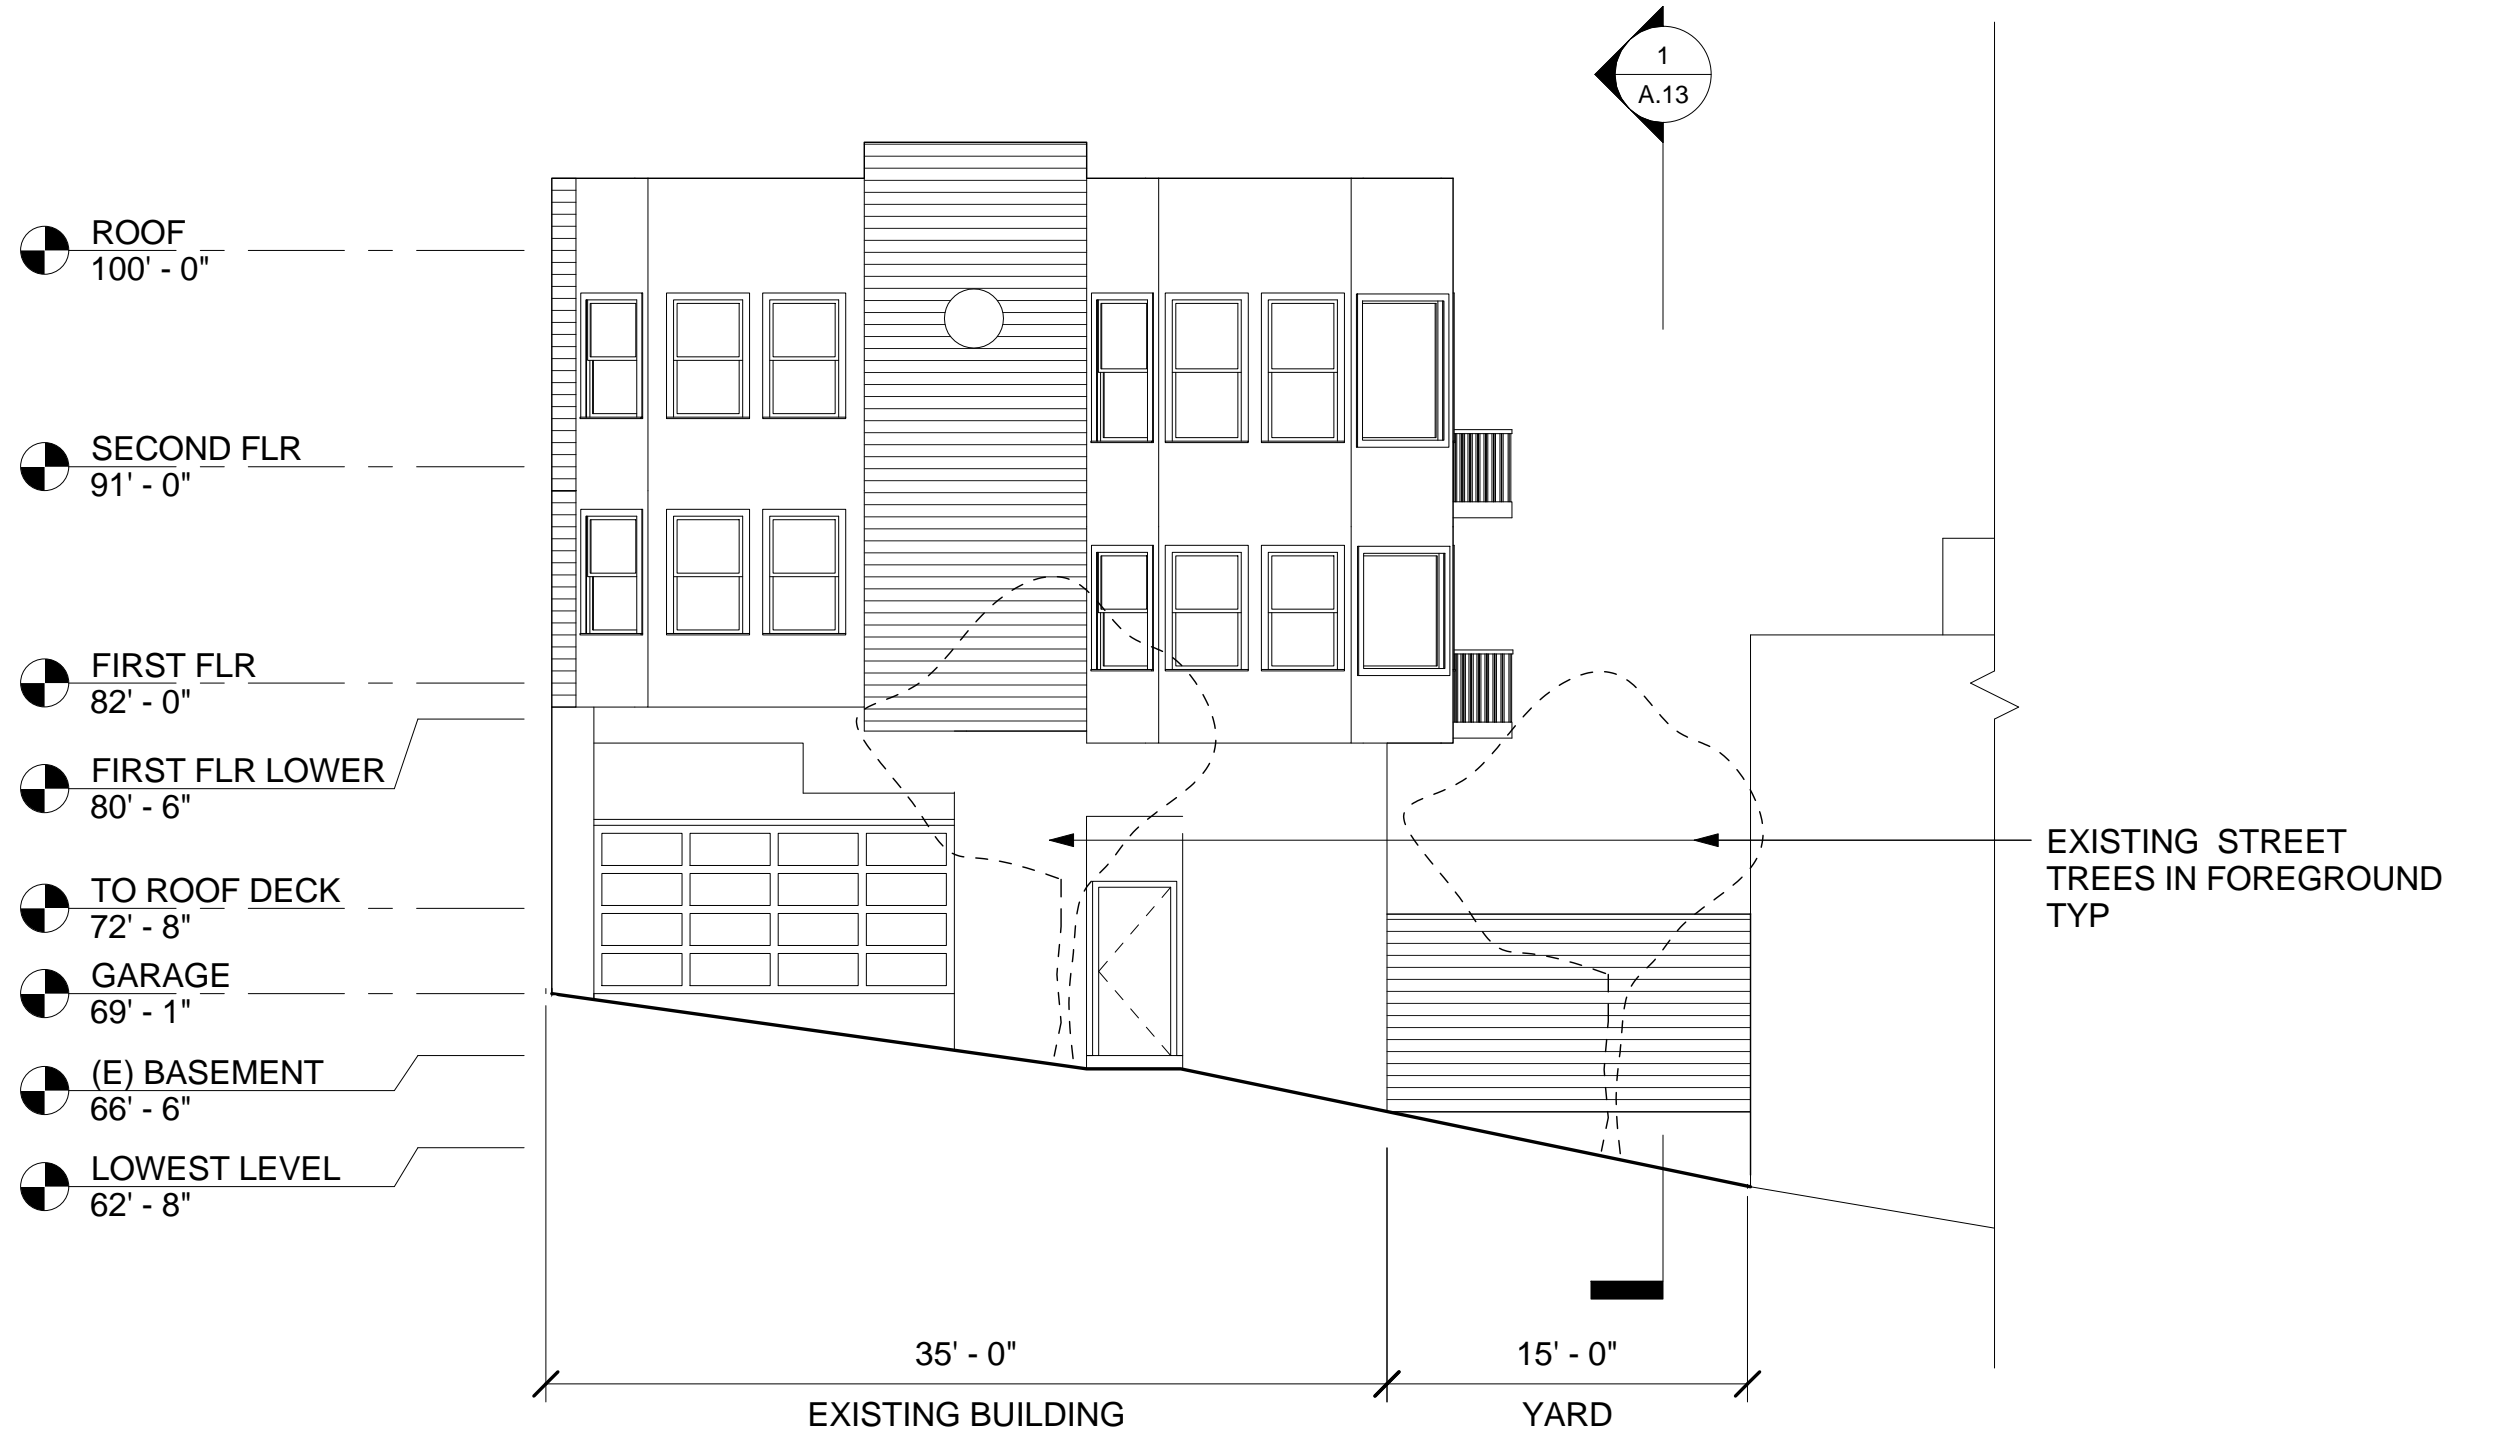 1
A.13
ROOF
100' - 0"
SECOND FLR
91' - 0"
FIRST FLR
82' - 0"
FIRST FLR LOWER
80' - 6"
TO ROOF DECK
72' - 8"
GARAGE
69' - 1"
(E) BASEMENT
66' - 6"
LOWEST LEVEL
62' - 8"
EXISTING  STREET
TREES IN FOREGROUND
TYP
35' - 0"
EXISTING BUILDING
15' - 0"
YARD